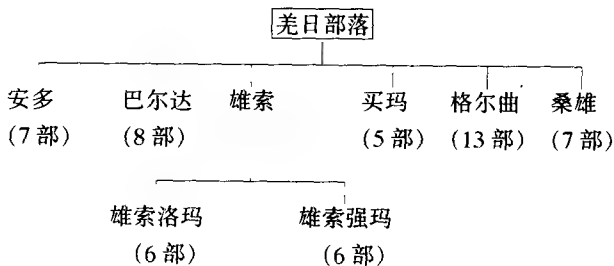 羌日部落
安多 巴尔达 雄索 买玛 格尔曲 桑雄
(7部) (8部) (5部) (13部) (7部)
雄索洛玛 雄索强玛
(6部) (6部)